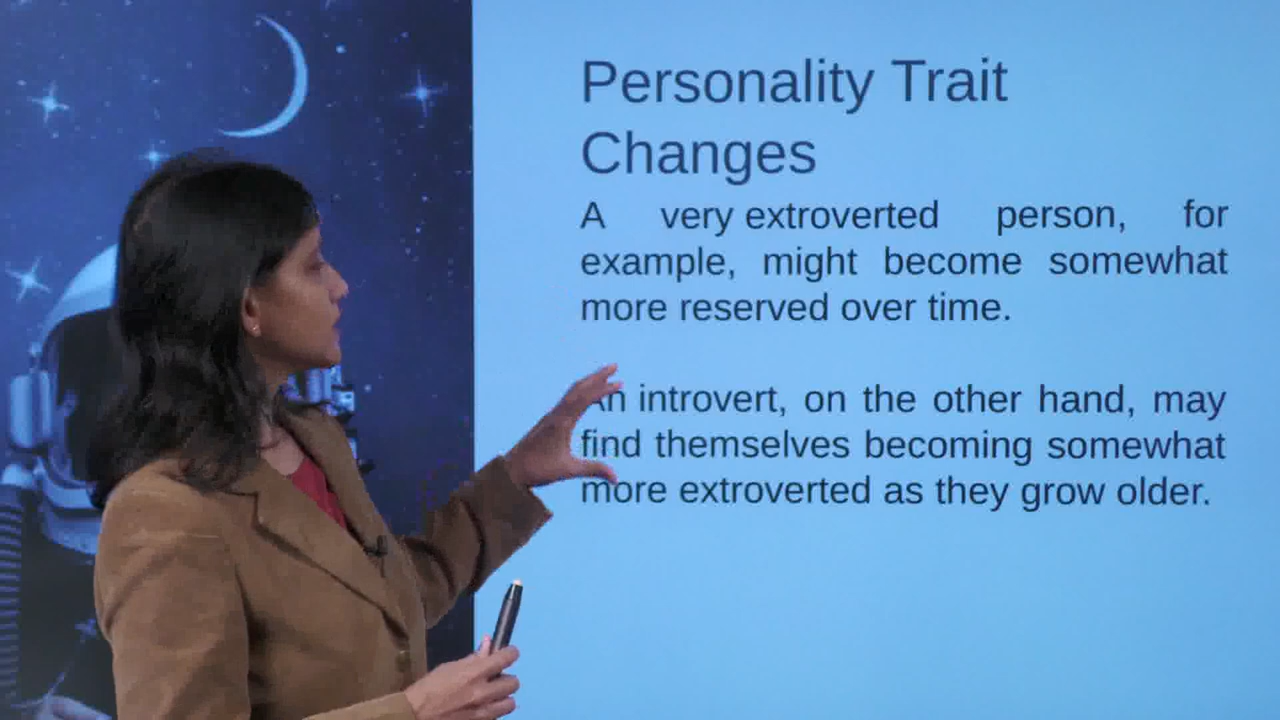 Personality Trait
Changes
A very extroverted person, for
example, might become somewhat
more reserved over time.
An introvert, on the other hand, may
find themselves becoming somewhat
more extroverted as they grow older.